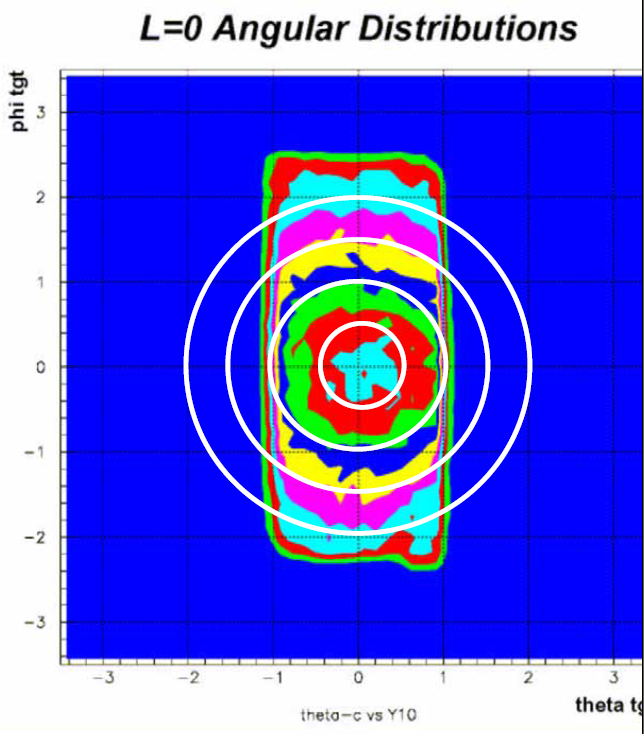 L=0 Angular Distributions
phi tgt
3
2
1
0
−1
−2
−3
−3 −2 −1 0 1 2 3
theta-c vs Y10
theta tg